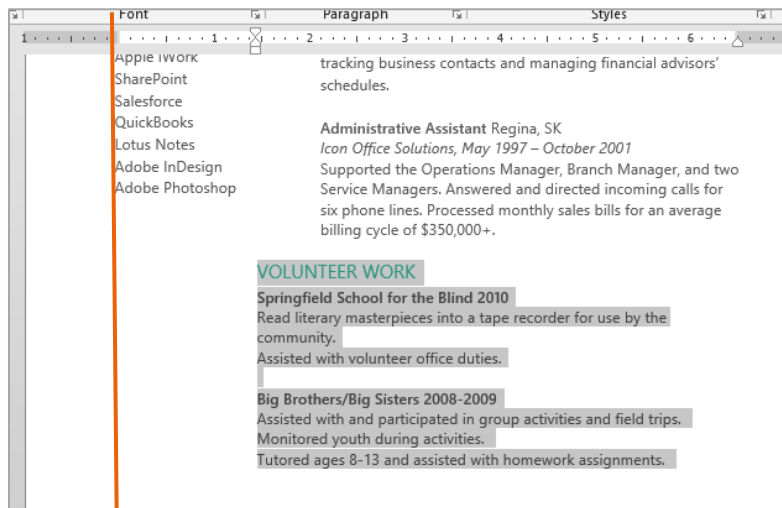 Font Paragraph Styles
1 1 2 3 4 5 6
Apple iWork
SharePoint
Salesforce
QuickBooks
Lotus Notes
Adobe InDesign
Adobe Photoshop
tracking business contacts and managing financial advisors'
schedules.
Administrative Assistant Regina, SK
Icon Office Solutions, May 1997 – October 2001
Supported the Operations Manager, Branch Manager, and two
Service Managers. Answered and directed incoming calls for
six phone lines. Processed monthly sales bills for an average
billing cycle of $350,000+.
VOLUNTEER WORK
Springfield School for the Blind 2010
Read literary masterpieces into a tape recorder for use by the
community.
Assisted with volunteer office duties.
Big Brothers/Big Sisters 2008-2009
Assisted with and participated in group activities and field trips.
Monitored youth during activities.
Tutored ages 8-13 and assisted with homework assignments.